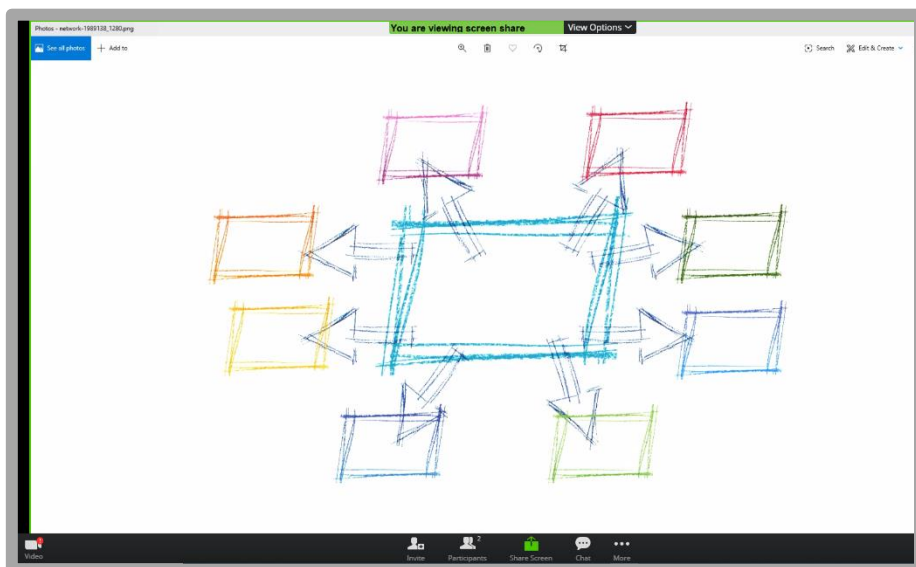 Photos - network-1989138_1280.png
You are viewing screen share
View Options
See all photos
Add to
Search
Edit & Create
2
Video
Invite
Participants
Share Screen
Chat
More